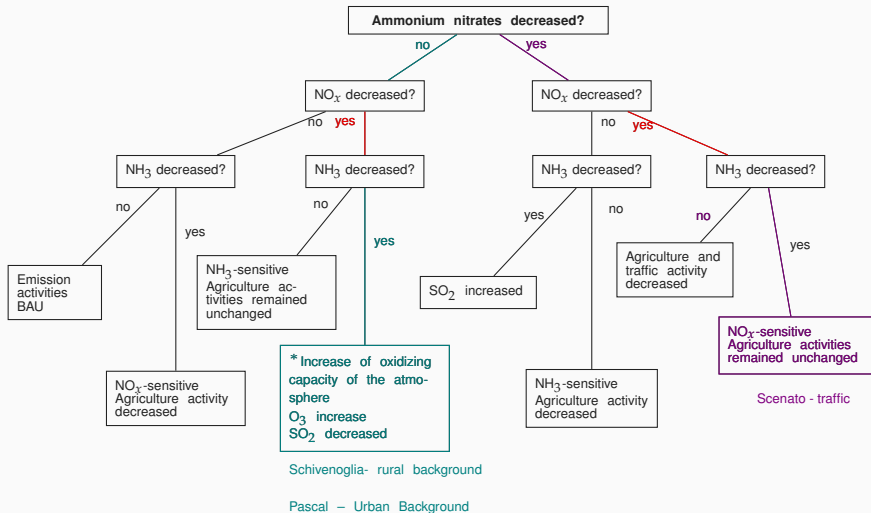 Ammonium nitrates decreased?
no
yes
NOx decreased?
NOx decreased?
no
yes
no
yes
NH3 decreased?
NH3 decreased?
NH3 decreased?
NH3 decreased?
no
yes
no
yes
yes
no
no
yes
Emission
activities
BAU
NH3-sensitive
Agriculture ac-
tivities remained
unchanged
SO2 increased
Agriculture and
traffic activity
decreased
NOx-sensitive
Agriculture activities
remained unchanged
NOx-sensitive
Agriculture activity
decreased
* Increase of oxidizing
capacity of the atmo-
sphere
O3 increase
SO2 decreased
NH3-sensitive
Agriculture activity
decreased
Scenato - traffic
Schivenoglia- rural background
Pascal – Urban Background